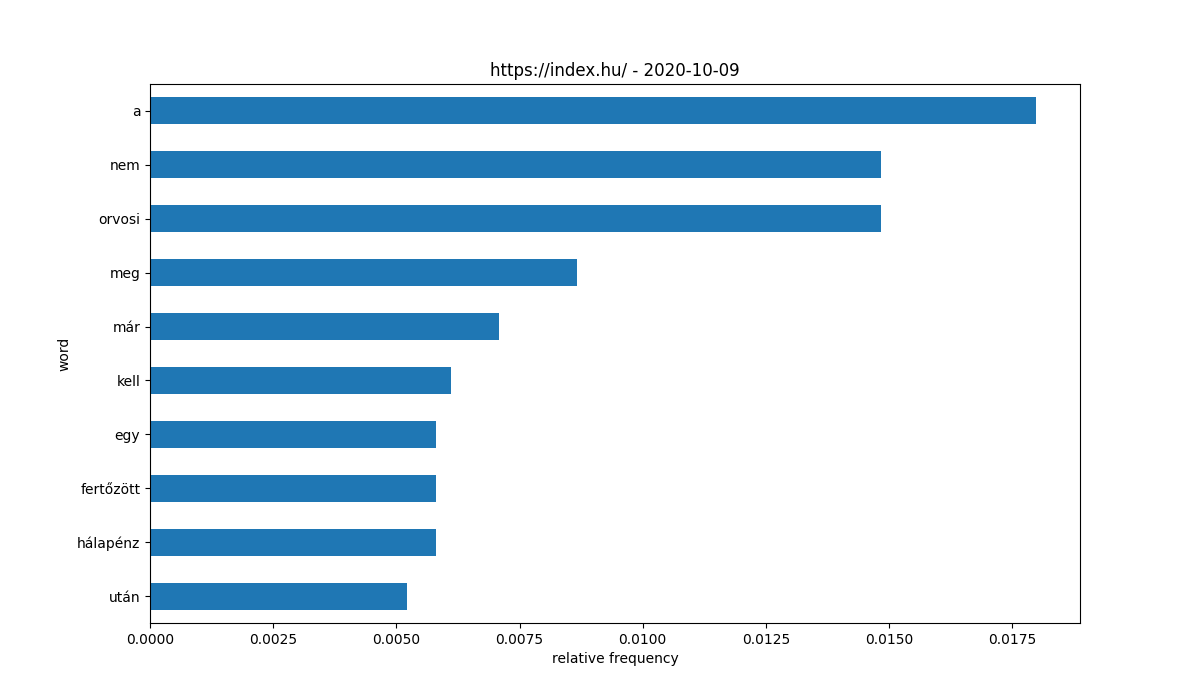 https://index.hu/ - 2020-10-09
a
nem
orvosi
meg
már
kell
egy
fertőzött
hálapénz
után
word
0.0000 0.0025 0.0050 0.0075 0.0100 0.0125 0.0150 0.0175
relative frequency